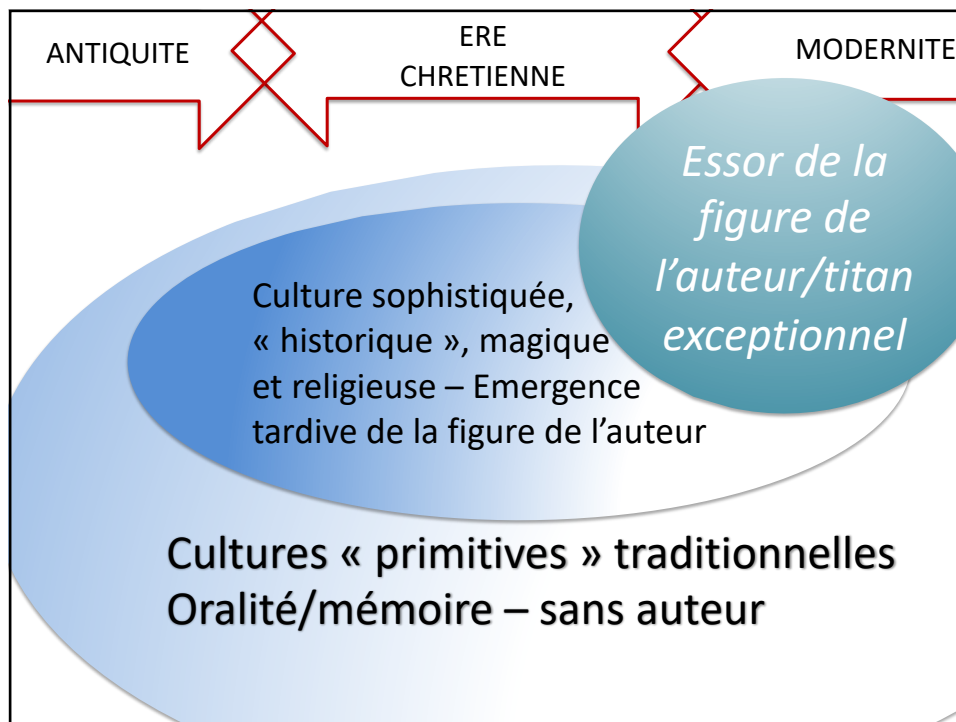 ANTIQUITE
ERE
CHRETIENNE
MODERNITE
Essor de la
figure de
l’auteur/titan
exceptionnel
Culture sophistiquée,
« historique », magique
et religieuse – Emergence
tardive de la figure de l’auteur
Cultures « primitives » traditionnelles
Oralité/mémoire – sans auteur